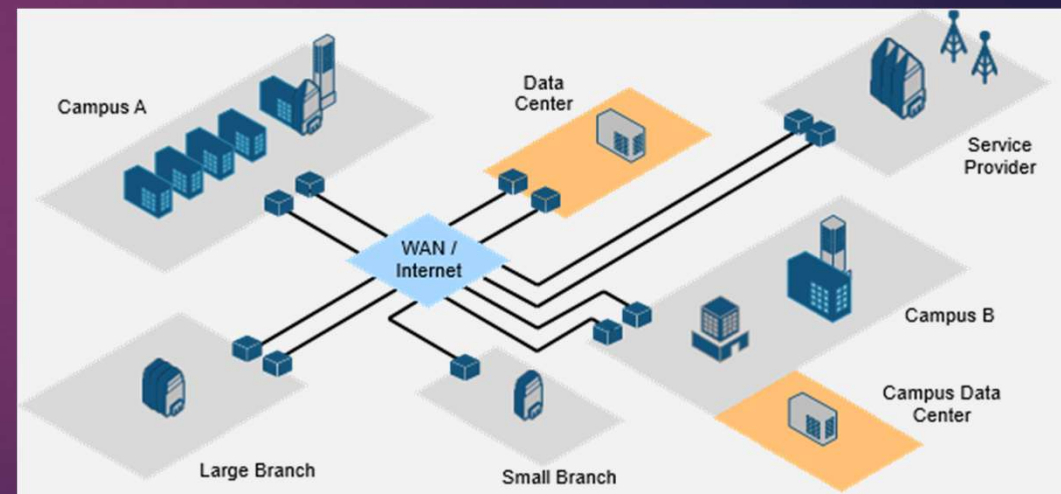 Campus A
Data
Center
Service
Provider
WAN /
Internet
Campus B
Campus Data
Center
Large Branch
Small Branch